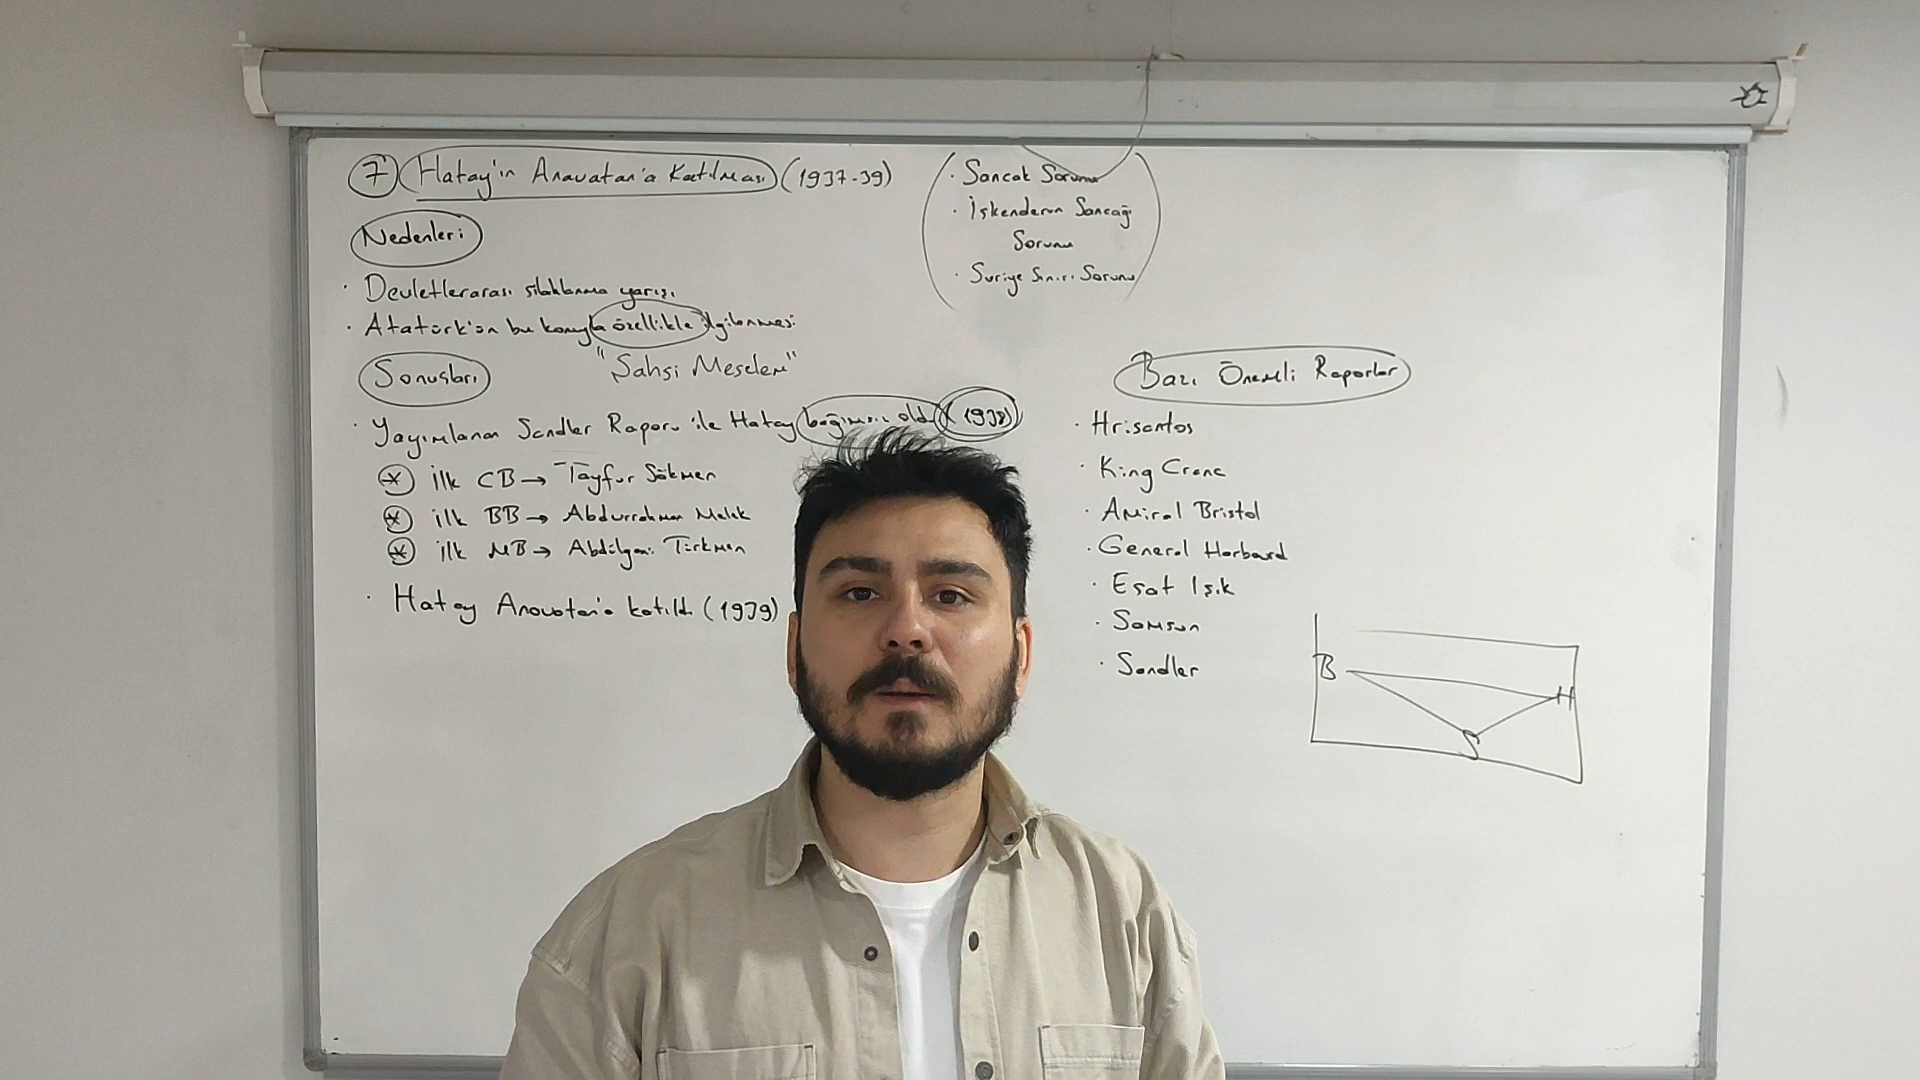 7 Hatay'ın Anavatan'a Katılması (1937-39)
Nedenleri
· Devletlerarası silahlanma yarışı
· Atatürk'ün bu konuyla özellikle ilgilenmesi
"Şahsi Meselem"
Sonuçları
· Yayımlanan Sandler Raporu ile Hatay bağımsız oldu (1938)
* ilk CB → Tayfur Sökmen
* ilk BB → Abdurrahman Melek
* ilk MB → Abdülgani Türkmen
· Hatay Anavatan'a katıldı (1939)
· Sancak Sorunu
· İskenderun Sancağı
Sorunu
· Suriye Sınırı Sorunu
Bazı Önemli Raporlar
· Hrisantos
· King Crane
· Amiral Bristol
· General Harbord
· Esat Işık
· Samsun
· Sandler
B
H
S